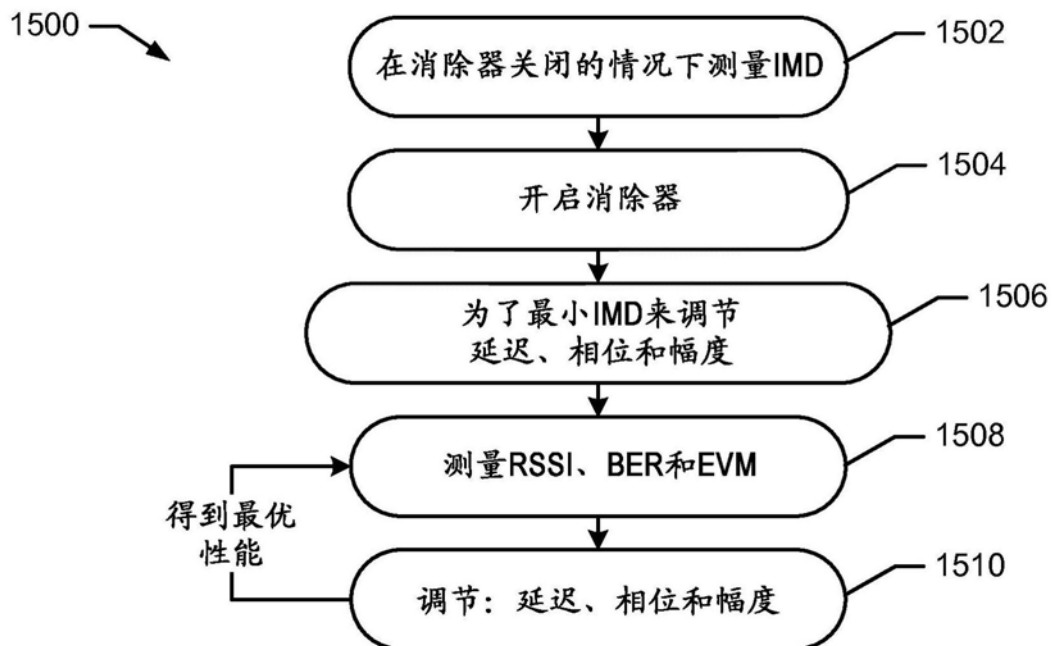 1500
在消除器关闭的情况下测量IMD
1502
开启消除器
1504
为了最小IMD来调节
延迟、相位和幅度
1506
测量RSSI、BER和EVM
1508
得到最优
性能
调节：延迟、相位和幅度
1510